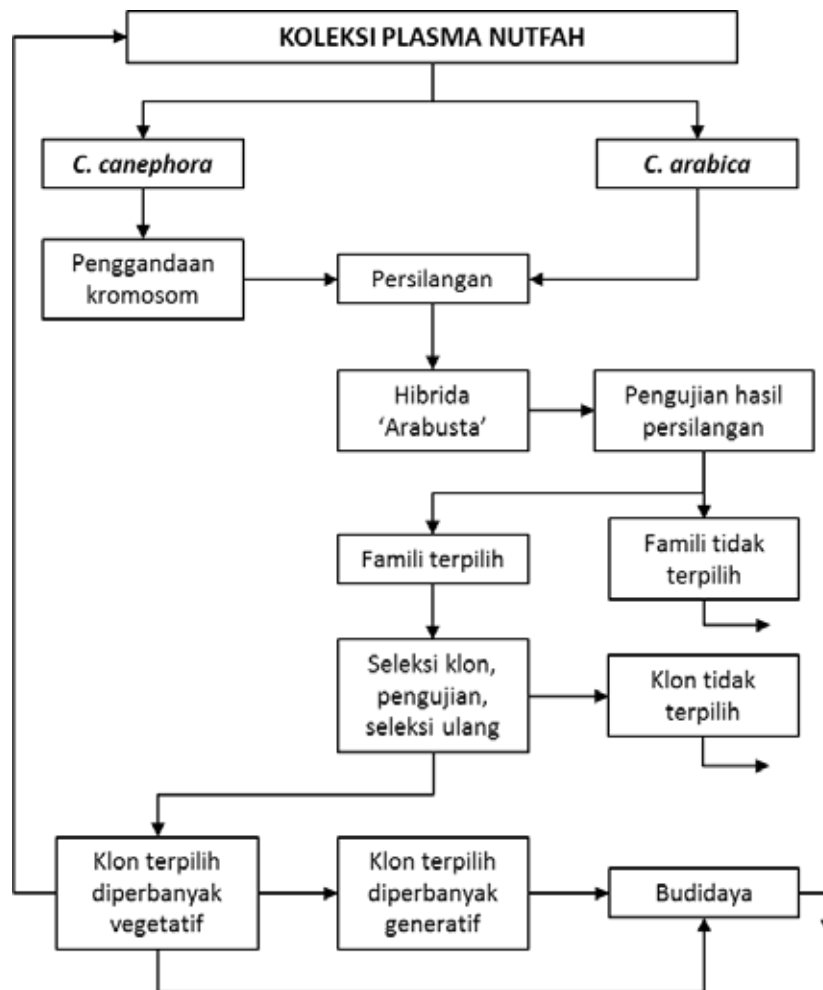 KOLEKSI PLASMA NUTFAH
C. canephora
C. arabica
Penggandaan
kromosom
Persilangan
Hibrida
‘Arabusta’
Pengujian hasil
persilangan
Famili terpilih
Famili tidak
terpilih
Seleksi klon,
pengujian,
seleksi ulang
Klon tidak
terpilih
Klon terpilih
diperbanyak
vegetatif
Klon terpilih
diperbanyak
generatif
Budidaya